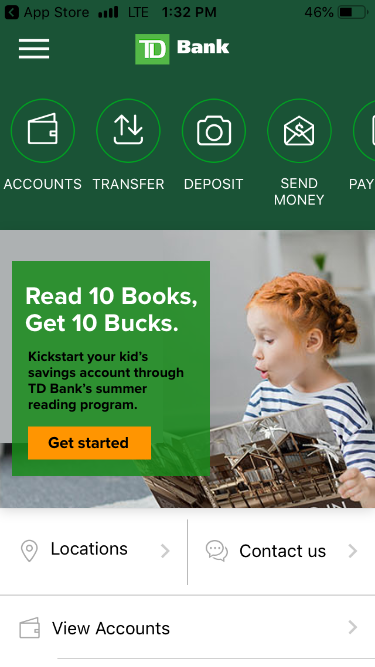 App Store LTE 1:32 PM 46%
TD Bank
ACCOUNTS TRANSFER DEPOSIT SEND MONEY PAY
Read 10 Books,
Get 10 Bucks.
Kickstart your kid's
savings account through
TD Bank's summer
reading program.
Get started
Locations
Contact us
View Accounts